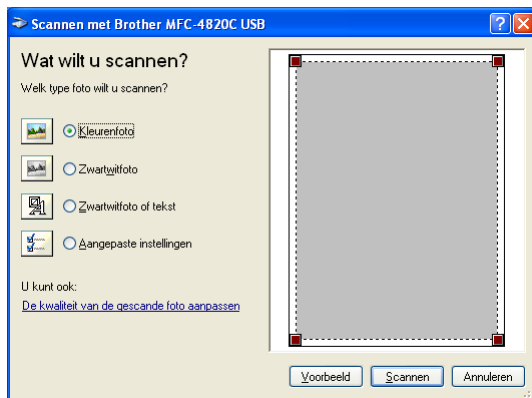 Scannen met Brother MFC-4820C USB
Wat wilt u scannen?
Welk type foto wilt u scannen?
Kleurenfoto
Zwartwitfoto
Zwartwitfoto of tekst
Aangepaste instellingen
U kunt ook:
De kwaliteit van de gescande foto aanpassen
Voorbeeld Scannen Annuleren